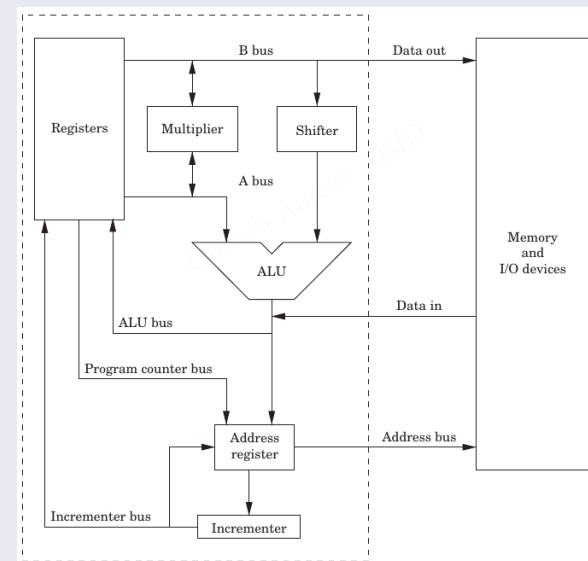 B bus
Data out
Registers
Multiplier
Shifter
A bus
Memory
and
I/O devices
ALU
Data in
ALU bus
Program counter bus
Address
register
Address bus
Incrementer bus
Incrementer